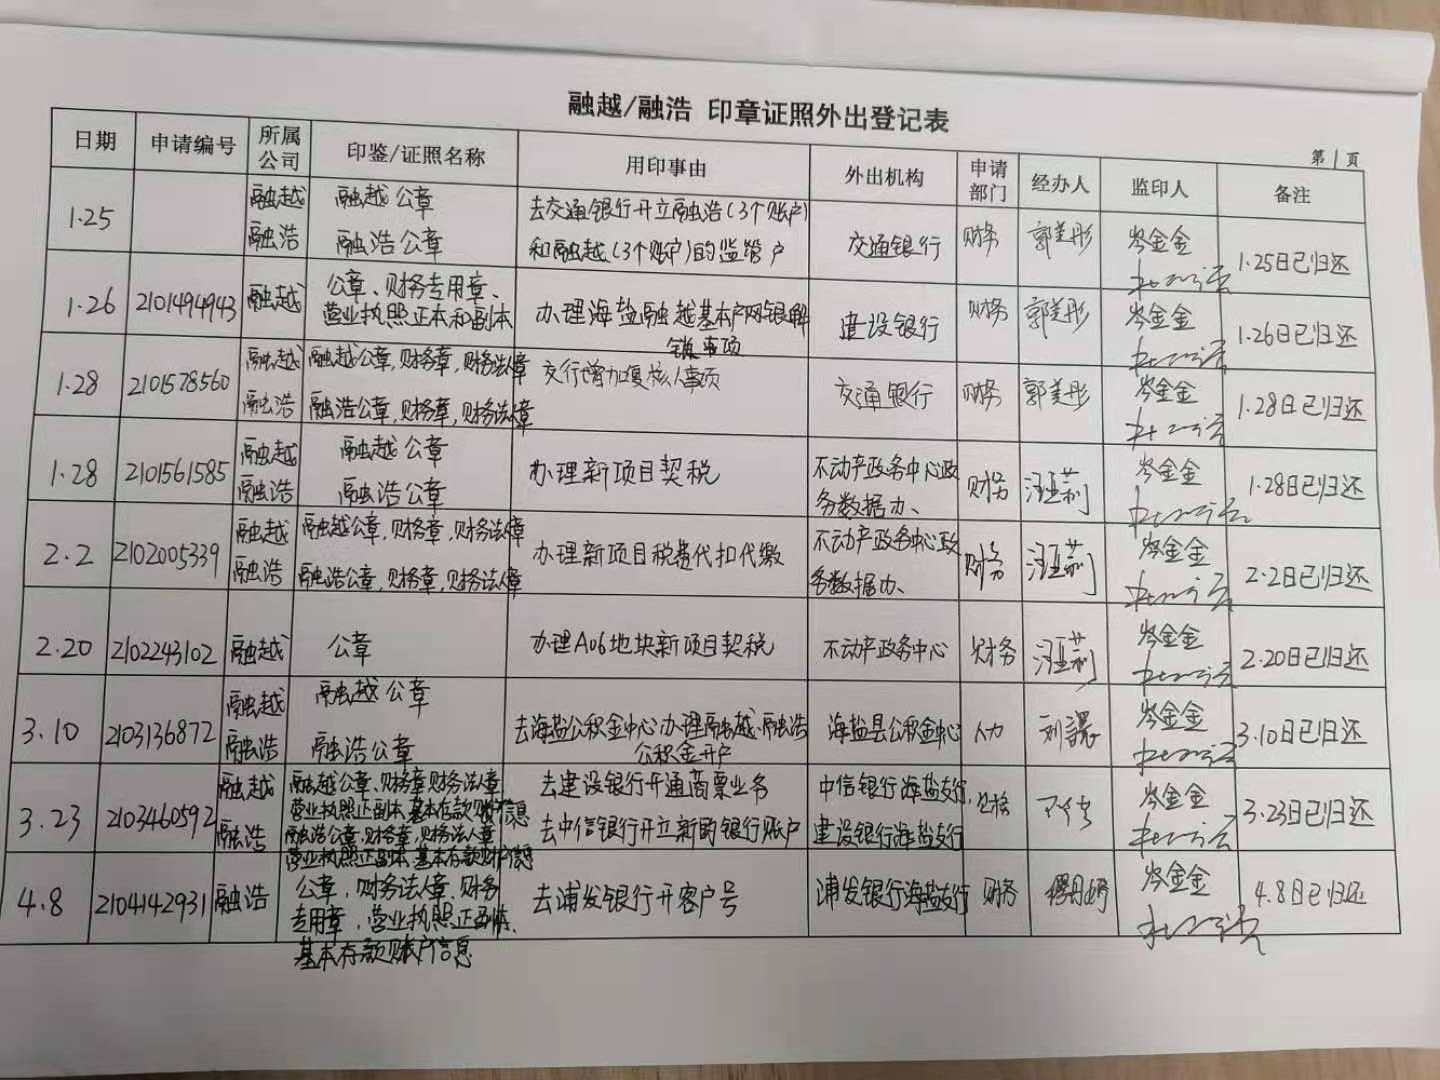 融越/融浩 印章证照外出登记表
第1页
日期 申请编号 所属公司 印鉴/证照名称 用印事由 外出机构 申请部门 经办人 监印人 备注
1.25 融越 融越公章 去交通银行开立融浩(3个账户)
融浩 融浩公章 和融越(3个账户)的监管户 交通银行 财务 郭美彤 岑金金 1.25日已归还
1.26 2101494943 融越 公章、财务专用章、
营业执照正本和副本 办理海盐融越基本户网银解
锁事项 建设银行 财务 郭美彤 岑金金 1.26日已归还
1.28 2101578560 融越 融越公章,财务章,财务法人章 交行增加复核人事项
融浩 融浩公章,财务章,财务法人章 交通银行 财务 郭美彤 岑金金 1.28日已归还
1.28 2101561585 融越 融越公章 办理新项目契税 不动产政务中心政
融浩 融浩公章 务数据办、 财务 岑金金 1.28日已归还
2.2 2102005339 融越 融越公章,财务章,财务法人章 办理新项目税费代扣代缴 不动产政务中心政
融浩 融浩公章,财务章,财务法人章 务数据办、 财务 岑金金 2.2日已归还
2.20 2102243102 融越 公章 办理A06地块新项目契税 不动产政务中心 财务 岑金金 2.20日已归还
3.10 2103136872 融越 融越公章 去海盐公积金中心办理融越.融浩
融浩 融浩公章 公积金开户 海盐县公积金中心 人力 岑金金 3.10日已归还
3.23 2103460592 融越 融越公章、财务章财务法人章 去建设银行开通商票业务 中信银行海盐支行,
营业执照正副本,基本存款账户信息
融浩 融浩公章,财务章,财务法人章 去中信银行开立新的银行账户 建设银行海盐支行
营业执照正副本,基本存款账户信息 岑金金 3.23日已归还
4.8 2104142931 融浩 公章,财务法人章,财务
专用章,营业执照正副本、
基本存款账户信息 去浦发银行开客户号 浦发银行海盐支行 财务 岑金金 4.8日已归还